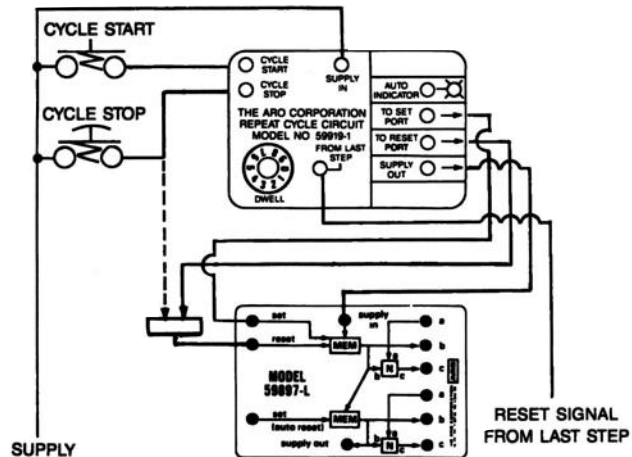 CYCLE START
CYCLE STOP
CYCLE
START
CYCLE
STOP
SUPPLY
IN
THE ARO CORPORATION
REPEAT CYCLE CIRCUIT
MODEL NO 59919-1
FROM LAST
STEP
DWELL
AUTO
INDICATOR
TO SET
PORT
TO RESET
PORT
SUPPLY
OUT
set
supply
in
a
reset
MEM
b
a
b
N
c
c
MODEL
59897-L
a
set
(auto reset)
MEM
b
supply out
b
N
c
c
SUPPLY
RESET SIGNAL
FROM LAST STEP